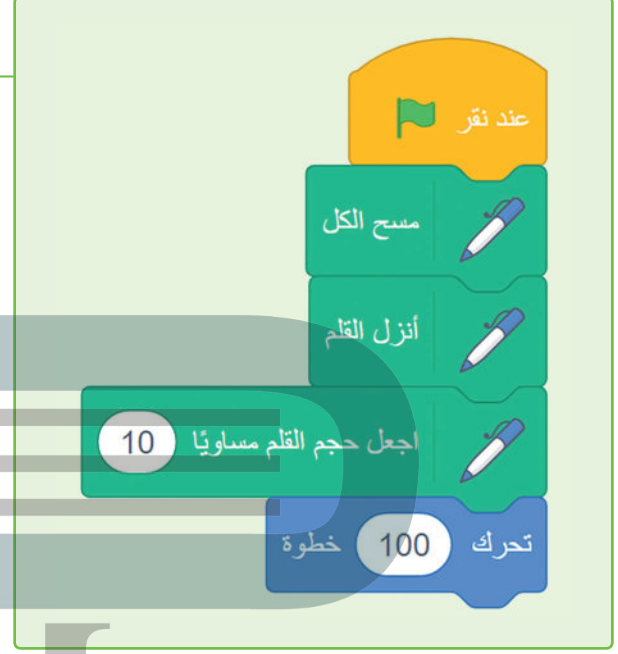 عند نقر
مسح الكل
أنزل القلم
اجعل حجم القلم مساويًا 10
تحرك 100 خطوة